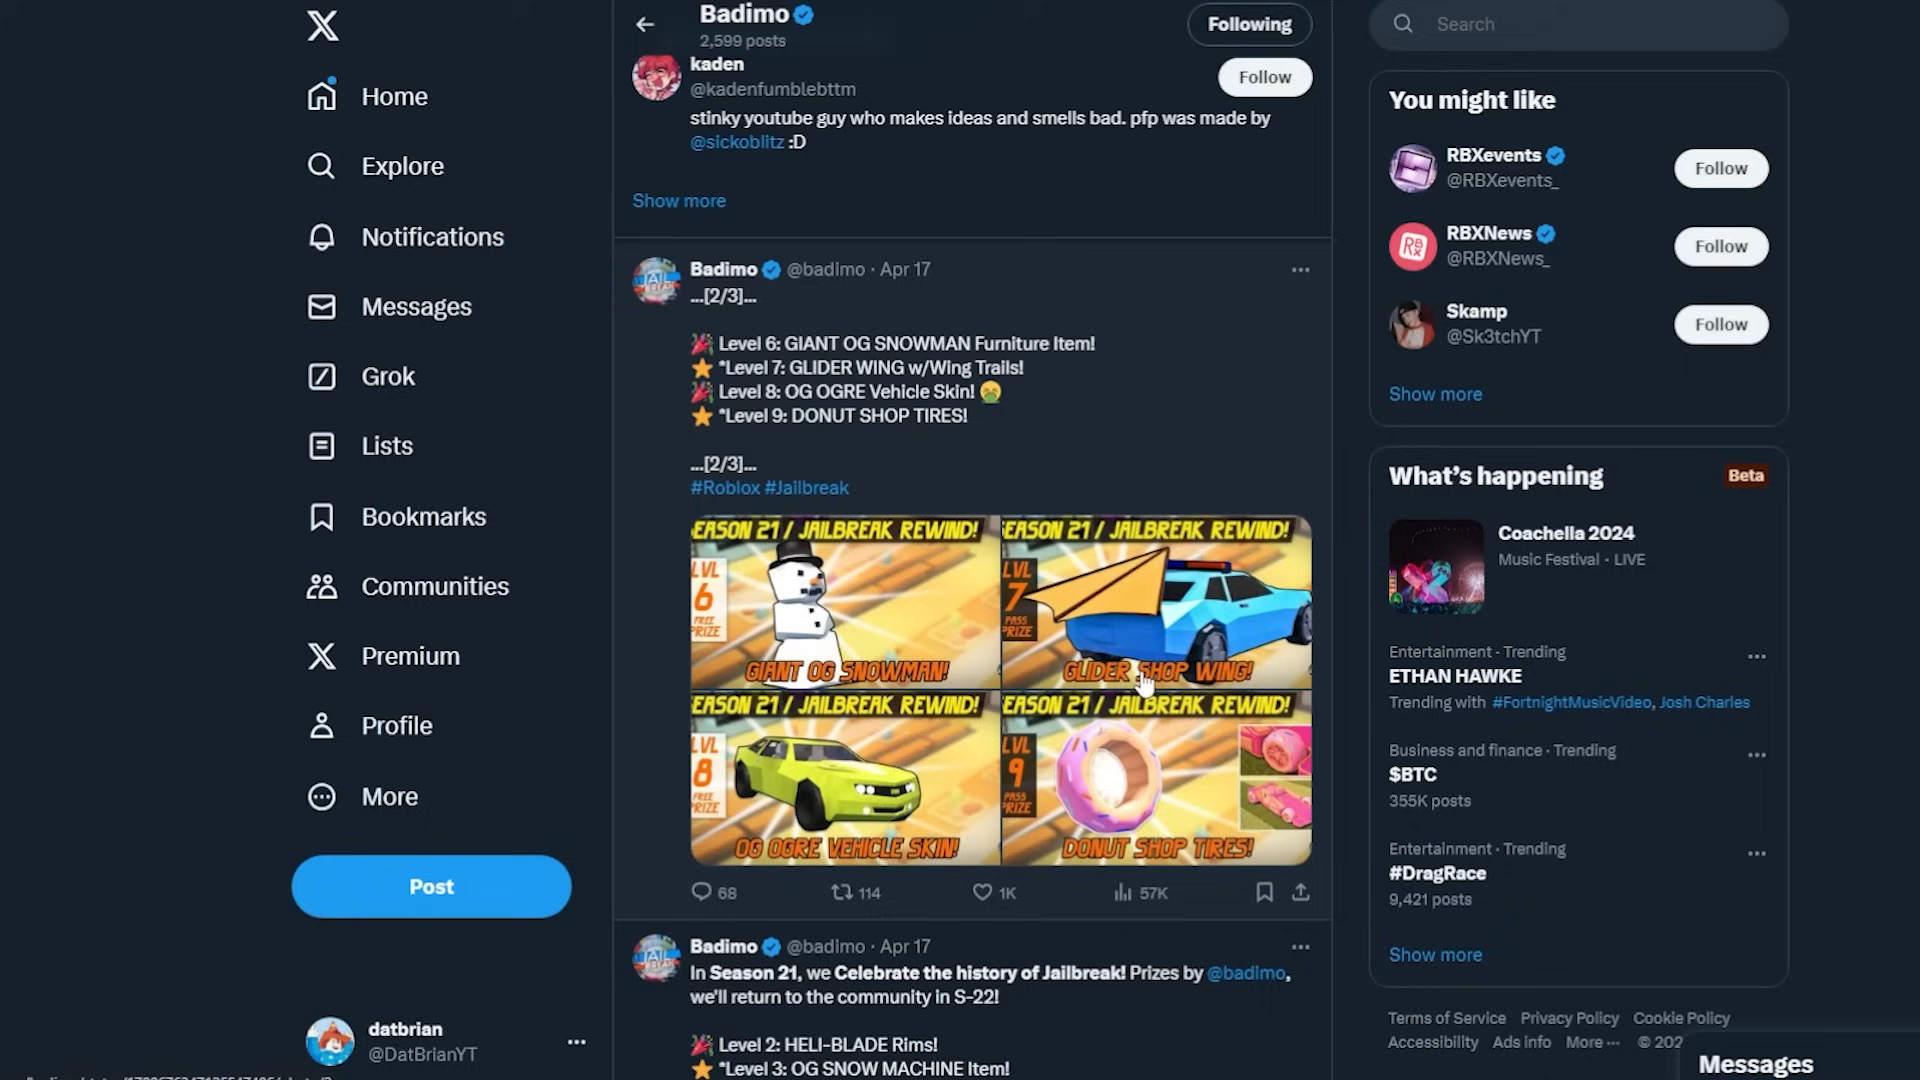 Home
Explore
Notifications
Messages
Grok
Lists
Bookmarks
Communities
Premium
Profile
More
Post
datbrian
@DatBrianYT
Badimo
2,599 posts
Following
kaden
@kadenfumblebttm
Follow
stinky youtube guy who makes ideas and smells bad. pfp was made by
@sickoblitz :D
Show more
Badimo @badimo · Apr 17
...[2/3]...
🎉 Level 6: GIANT OG SNOWMAN Furniture Item!
⭐ *Level 7: GLIDER WING w/Wing Trails!
🎉 Level 8: OG OGRE Vehicle Skin! 🤮
⭐ *Level 9: DONUT SHOP TIRES!
...[2/3]...
#Roblox #Jailbreak
EASON 21 / JAILBREAK REWIND!
LVL
6
FREE
PRIZE
GIANT OG SNOWMAN!
EASON 21 / JAILBREAK REWIND!
LVL
7
PASS
PRIZE
GLIDER SHOP WING!
EASON 21 / JAILBREAK REWIND!
LVL
8
FREE
PRIZE
OG OGRE VEHICLE SKIN!
EASON 21 / JAILBREAK REWIND!
LVL
9
PASS
PRIZE
DONUT SHOP TIRES!
68 114 1K 57K
Badimo @badimo · Apr 17
In Season 21, we Celebrate the history of Jailbreak! Prizes by @badimo,
we'll return to the community in S-22!
🎉 Level 2: HELI-BLADE Rims!
⭐ *Level 3: OG SNOW MACHINE Item!
Search
You might like
RBXevents
@RBXevents_
Follow
RBXNews
@RBXNews_
Follow
Skamp
@Sk3tchYT
Follow
Show more
What's happening
Beta
Coachella 2024
Music Festival · LIVE
Entertainment · Trending
ETHAN HAWKE
Trending with #FortnightMusicVideo, Josh Charles
Business and finance · Trending
$BTC
355K posts
Entertainment · Trending
#DragRace
9,421 posts
Show more
Terms of Service Privacy Policy Cookie Policy
Accessibility Ads info More ··· © 202
Messages